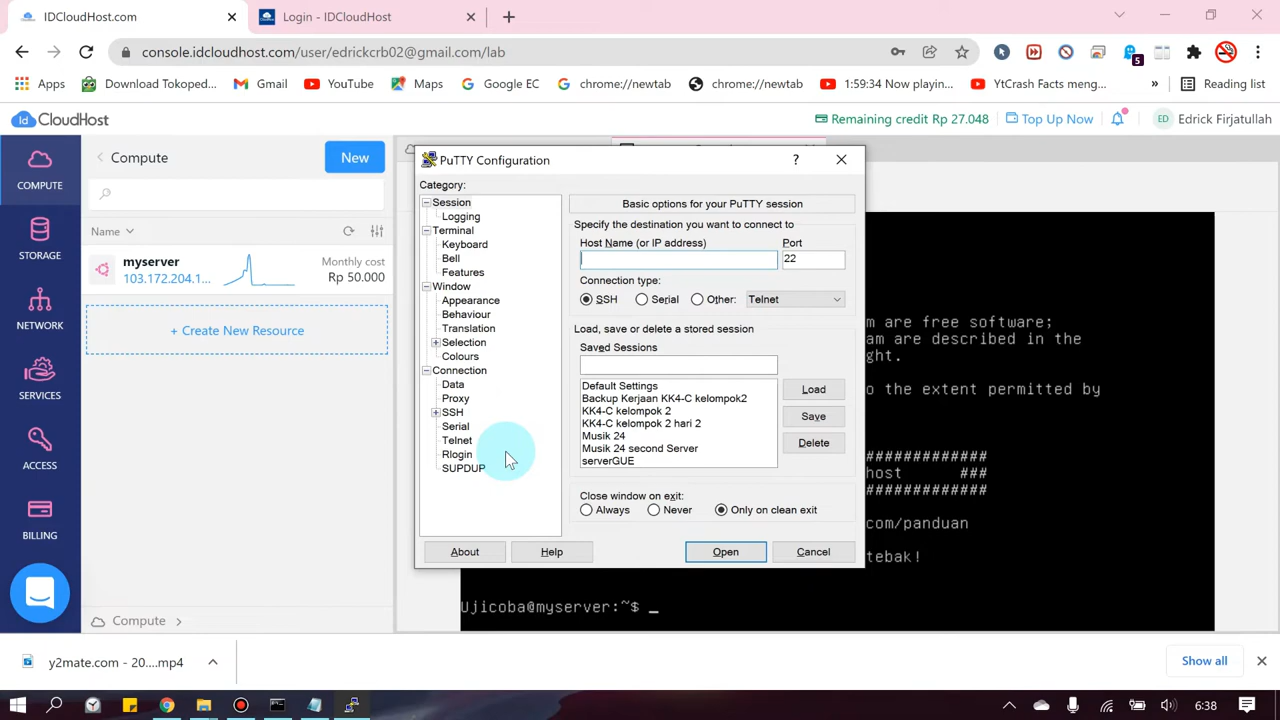 IDCloudHost.com
Login - IDCloudHost
console.idcloudhost.com/user/edrickcrb02@gmail.com/lab
5
Apps
Download Tokoped...
Gmail
YouTube
Maps
Google EC
chrome://newtab
chrome://newtab
1:59:34 Now playin...
YtCrash Facts meng...
»
Reading list
Id CloudHost
Remaining credit Rp 27.048
Top Up Now
ED
Edrick Firjatullah
COMPUTE
STORAGE
NETWORK
SERVICES
ACCESS
BILLING
Compute
New
Name
myserver
103.172.204.1...
Monthly cost
Rp 50.000
+ Create New Resource
Compute
PuTTY Configuration
?
Category:
Session
Logging
Terminal
Keyboard
Bell
Features
Window
Appearance
Behaviour
Translation
Selection
Colours
Connection
Data
Proxy
SSH
Serial
Telnet
Rlogin
SUPDUP
Basic options for your PuTTY session
Specify the destination you want to connect to
Host Name (or IP address)
Port
22
Connection type:
SSH
Serial
Other:
Telnet
Load, save or delete a stored session
Saved Sessions
Default Settings
Backup Kerjaan KK4-C kelompok2
KK4-C kelompok 2
KK4-C kelompok 2 hari 2
Musik 24
Musik 24 second Server
serverGUE
Load
Save
Delete
Close window on exit:
Always
Never
Only on clean exit
About
Help
Open
Cancel
m are free software;
am are described in the
ght.
o the extent permitted by
#############
host ###
#############
com/panduan
tebak!
Ujicoba@myserver:~$ _
y2mate.com - 20....mp4
Show all
6:38